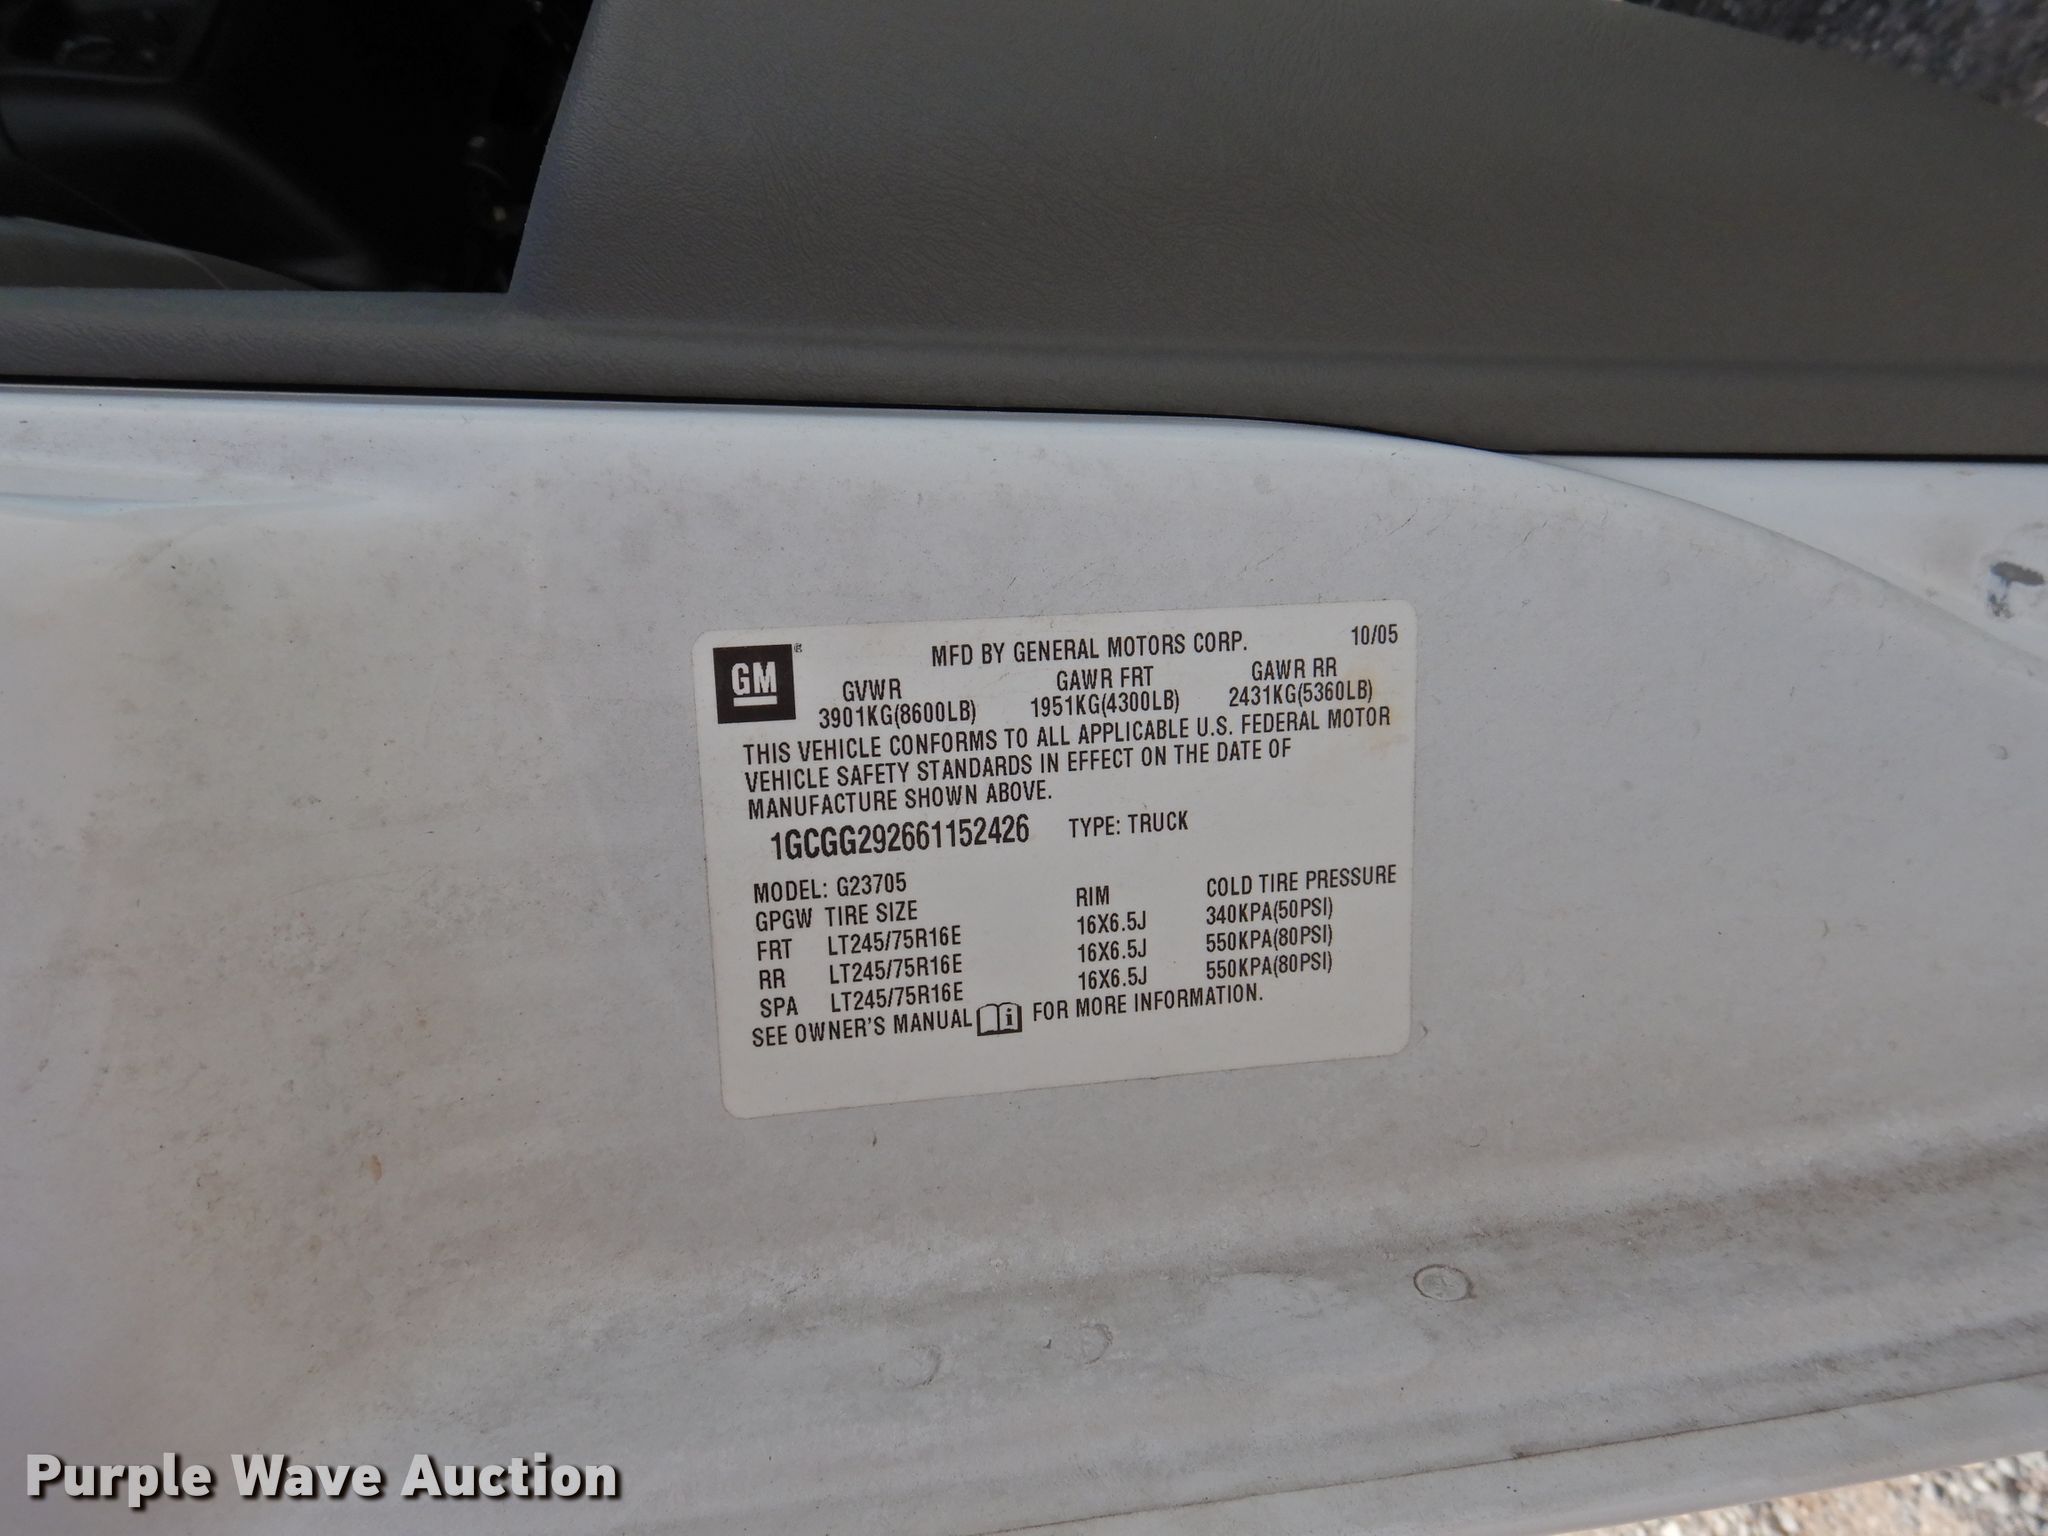 GM®
MFD BY GENERAL MOTORS CORP. 10/05
GVWR GAWR FRT GAWR RR
3901KG(8600LB) 1951KG(4300LB) 2431KG(5360LB)
THIS VEHICLE CONFORMS TO ALL APPLICABLE U.S. FEDERAL MOTOR
VEHICLE SAFETY STANDARDS IN EFFECT ON THE DATE OF
MANUFACTURE SHOWN ABOVE.
1GCGG292661152426 TYPE: TRUCK
MODEL: G23705
GPGW TIRE SIZE RIM COLD TIRE PRESSURE
FRT LT245/75R16E 16X6.5J 340KPA(50PSI)
RR LT245/75R16E 16X6.5J 550KPA(80PSI)
SPA LT245/75R16E 16X6.5J 550KPA(80PSI)
SEE OWNER'S MANUAL i FOR MORE INFORMATION.
Purple Wave Auction